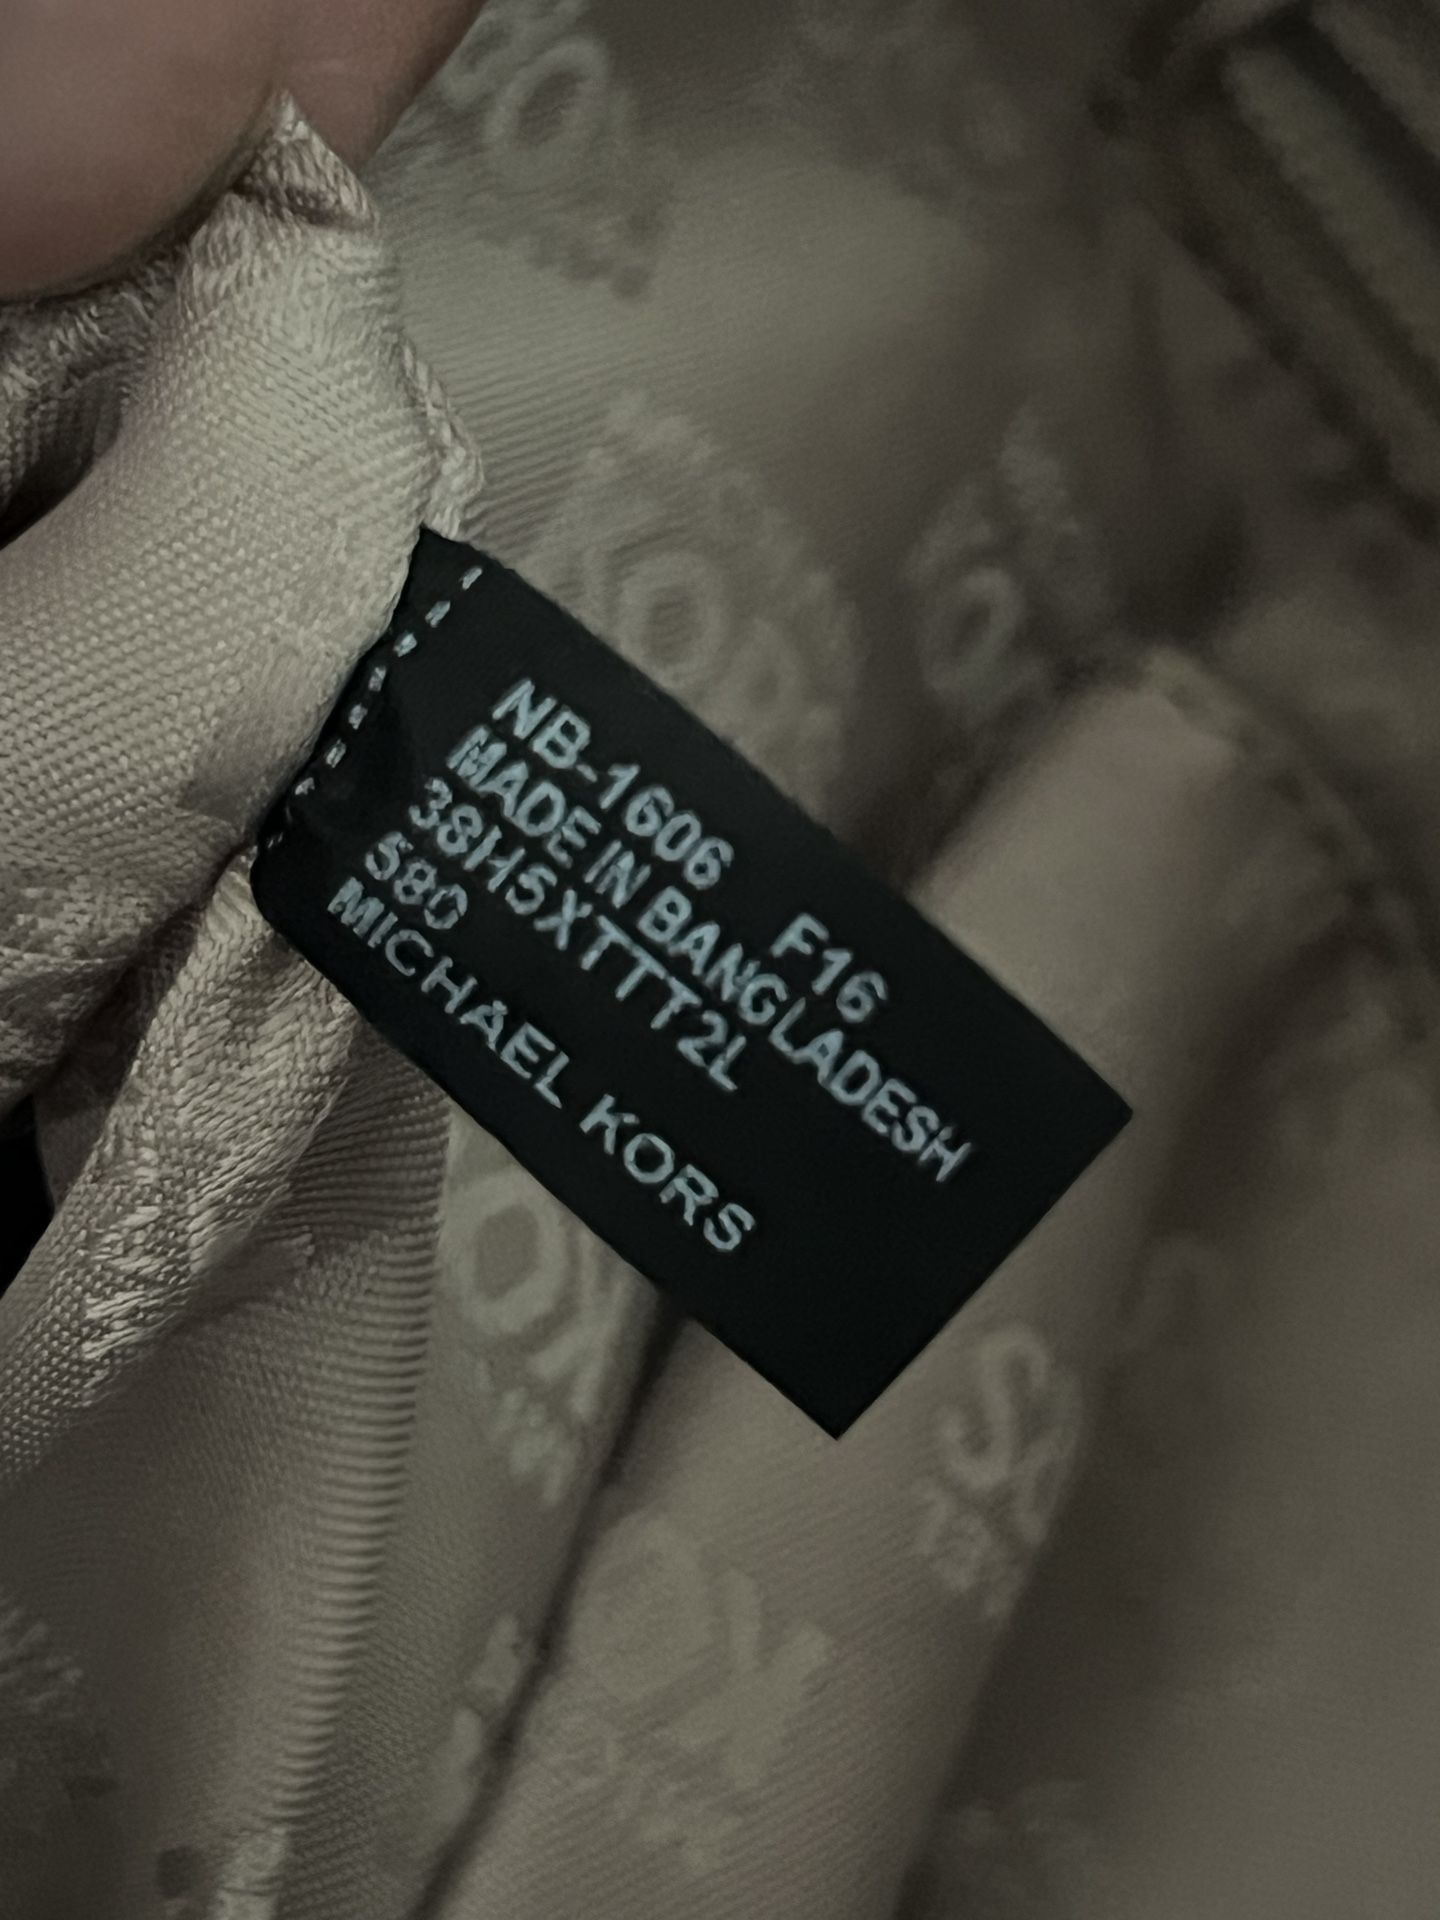 NB-1606 F16
MADE IN BANGLADESH
38H5XTTT2L
580
MICHAEL KORS